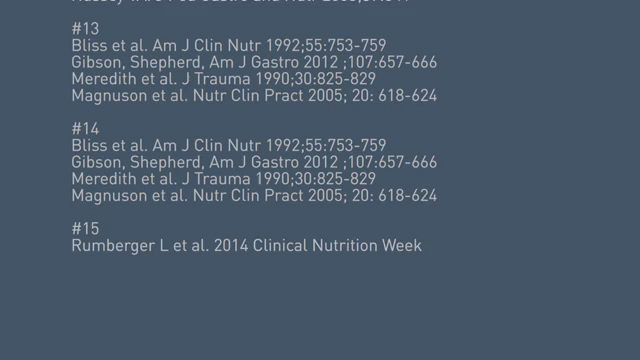 #13
Bliss et al. Am J Clin Nutr 1992;55:753-759
Gibson, Shepherd, Am J Gastro 2012 ;107:657-666
Meredith et al. J Trauma 1990;30:825-829
Magnuson et al. Nutr Clin Pract 2005; 20: 618-624
#14
Bliss et al. Am J Clin Nutr 1992;55:753-759
Gibson, Shepherd, Am J Gastro 2012 ;107:657-666
Meredith et al. J Trauma 1990;30:825-829
Magnuson et al. Nutr Clin Pract 2005; 20: 618-624
#15
Rumberger L et al. 2014 Clinical Nutrition Week